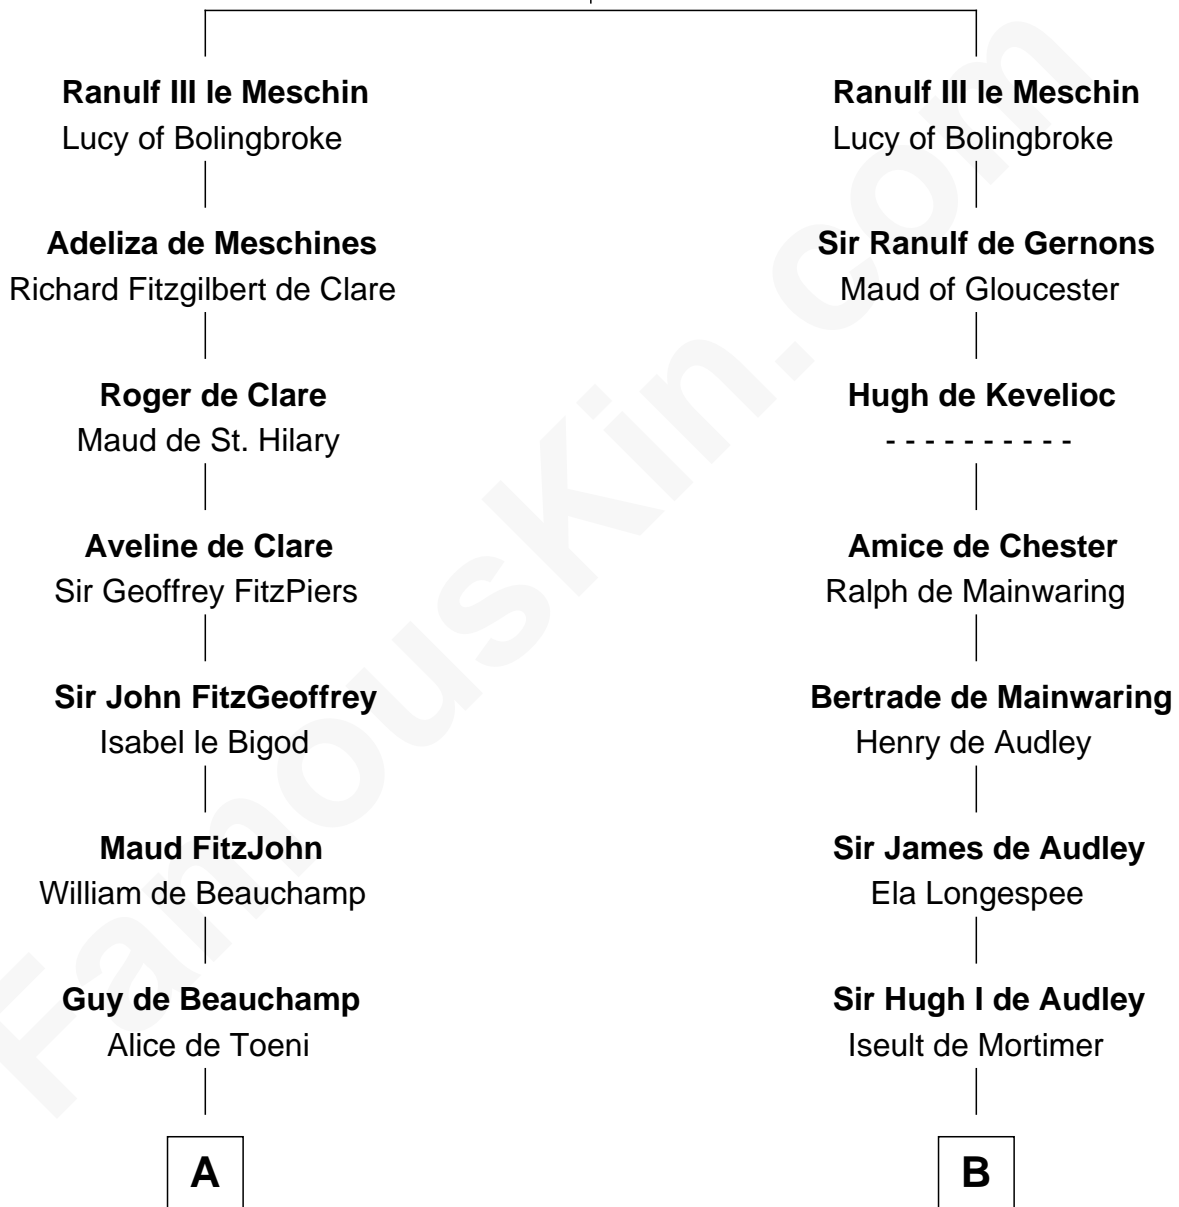 Ranulf III le Meschin
Lucy of Bolingbroke
Adeliza de Meschines
Richard Fitzgilbert de Clare
Roger de Clare
Maud de St. Hilary
Aveline de Clare
Sir Geoffrey FitzPiers
Sir John FitzGeoffrey
Isabel le Bigod
Maud FitzJohn
William de Beauchamp
Guy de Beauchamp
Alice de Toeni
A
Ranulf III le Meschin
Lucy of Bolingbroke
Sir Ranulf de Gernons
Maud of Gloucester
Hugh de Kevelioc
- - - - - - - - - -
Amice de Chester
Ralph de Mainwaring
Bertrade de Mainwaring
Henry de Audley
Sir James de Audley
Ela Longespee
Sir Hugh I de Audley
Iseult de Mortimer
B
FamousKin.com